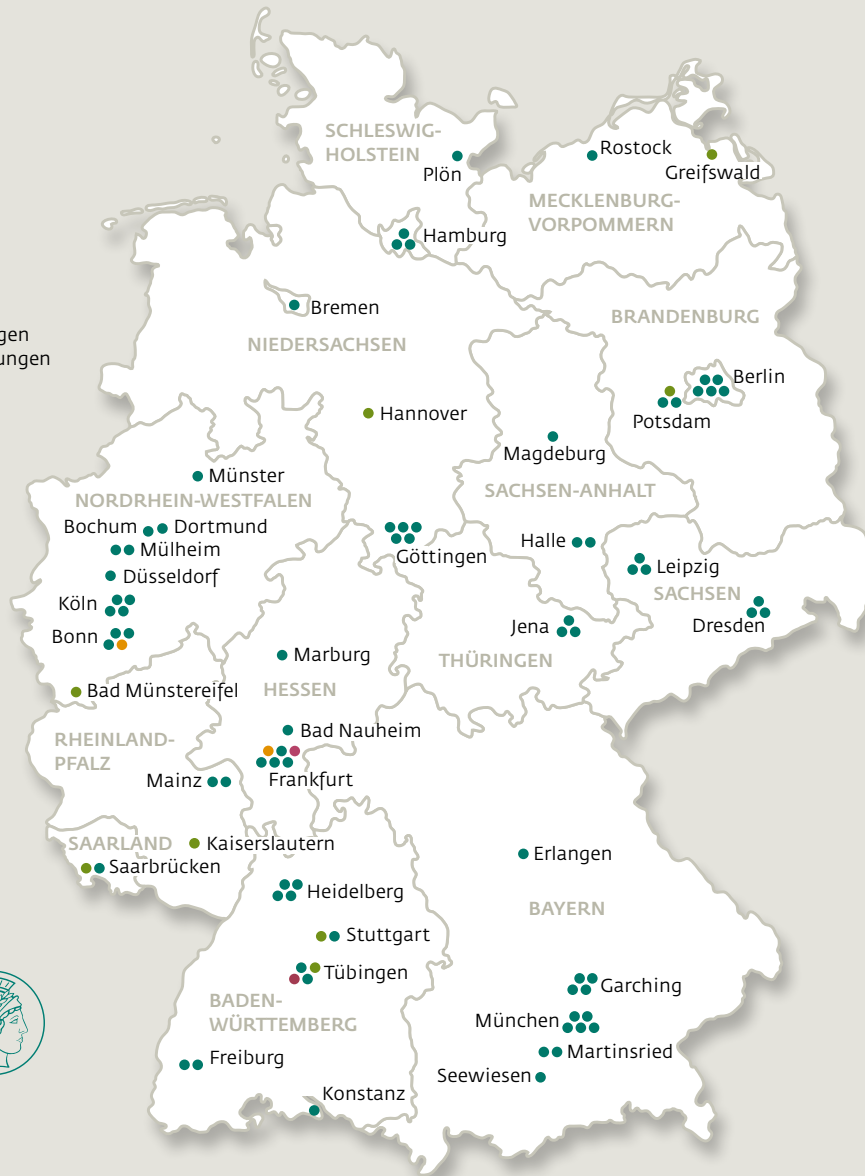 SCHLESWIG-
HOLSTEIN
Plön
Rostock
Greifswald
MECKLENBURG-
VORPOMMERN
Hamburg
Bremen
NIEDERSACHSEN
BRANDENBURG
gen
ungen
Berlin
Potsdam
Hannover
Magdeburg
SACHSEN-ANHALT
Münster
NORDRHEIN-WESTFALEN
Bochum
Dortmund
Mülheim
Düsseldorf
Köln
Bonn
Göttingen
Halle
Leipzig
SACHSEN
Dresden
Jena
THÜRINGEN
Marburg
HESSEN
Bad Münstereifel
Bad Nauheim
RHEINLAND-
PFALZ
Mainz
Frankfurt
SAARLAND
Kaiserslautern
Saarbrücken
Erlangen
Heidelberg
BAYERN
Stuttgart
Tübingen
Garching
BADEN-
WÜRTTEMBERG
München
Martinsried
Freiburg
Seewiesen
Konstanz